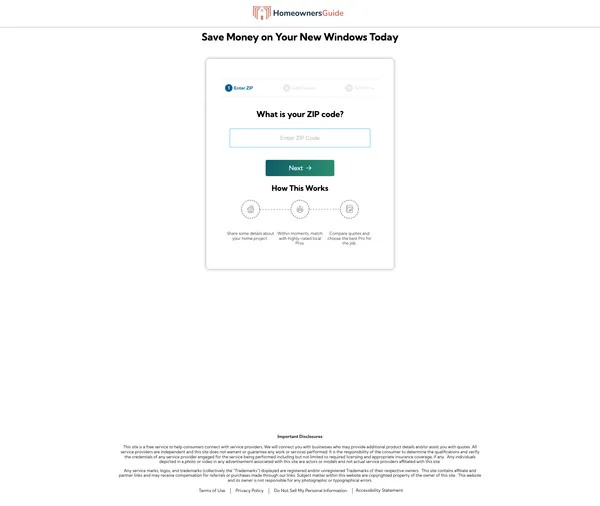 HomeownersGuide
Save Money on Your New Windows Today
1 Enter ZIP
What is your ZIP code?
Enter ZIP Code
Next →
How This Works
Share some details about
your home project
Within moments, match
with highly-rated local
Pros
Compare quotes and
choose the best Pro for
the job
Important Disclosures
This site is a free service to help consumers connect with service providers. We will connect you with businesses who may provide additional product details and/or assist you with quotes. All
service providers are independent and this site does not warrant or guarantee any work or services performed. It is the responsibility of the consumer to determine the qualifications and verify
the credentials of any service provider engaged for the service being performed including but not limited to required licensing and appropriate insurance coverage, if any. Any individuals
depicted in a photo or video in any advertisement associated with this site are actors or models and not actual service providers affiliated with this site
Any service marks, logos, and trademarks (collectively the "Trademarks") displayed are registered and/or unregistered Trademarks of their respective owners. This site contains affiliate and
partner links and may receive compensation for referrals or purchases made through our links. Subject matter within this website are copyrighted property of the owner of this site. This website
and its owner is not responsible for any photographic or typographical errors.
Terms of Use | Privacy Policy | Do Not Sell My Personal Information | Accessibility Statement